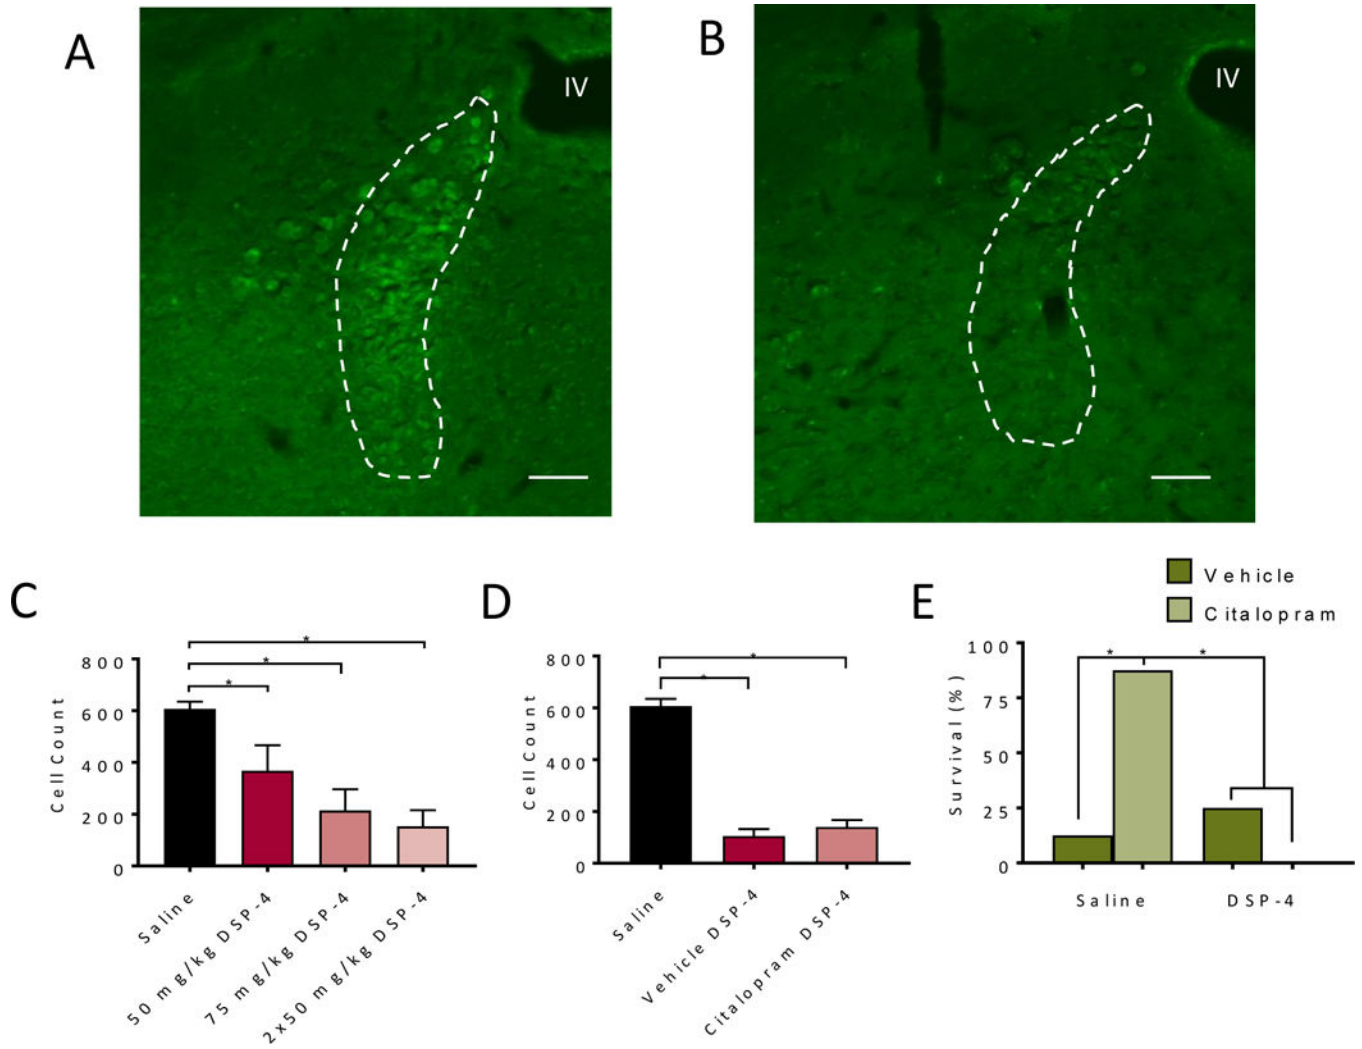 A
B
IV
IV
C
D
E
Vehicle
Citalopram
*
*
*
800
600
400
200
0
Cell Count
Saline
50 mg/kg DSP-4
75 mg/kg DSP-4
2x50 mg/kg DSP-4
*
*
800
600
400
200
0
Cell Count
Saline
Vehicle DSP-4
Citalopram DSP-4
*
*
100
75
50
25
0
Survival (%)
Saline
DSP-4